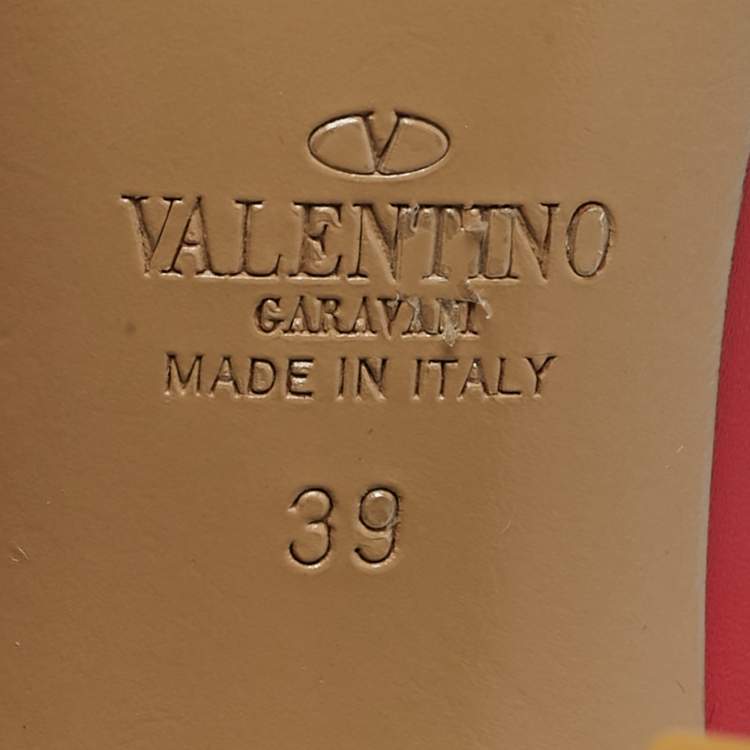 V
VALENTINO
GARAVANI
MADE IN ITALY
39